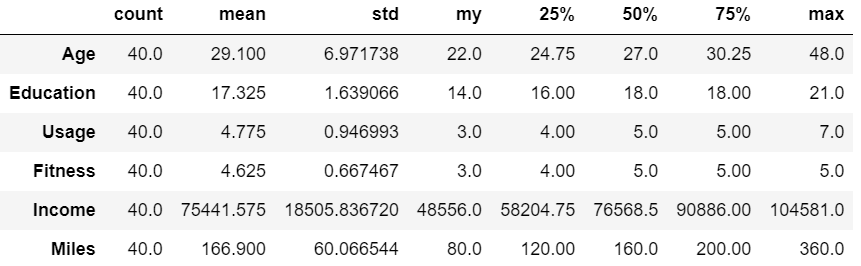 count mean std my 25% 50% 75% max
Age 40.0 29.100 6.971738 22.0 24.75 27.0 30.25 48.0
Education 40.0 17.325 1.639066 14.0 16.00 18.0 18.00 21.0
Usage 40.0 4.775 0.946993 3.0 4.00 5.0 5.00 7.0
Fitness 40.0 4.625 0.667467 3.0 4.00 5.0 5.00 5.0
Income 40.0 75441.575 18505.836720 48556.0 58204.75 76568.5 90886.00 104581.0
Miles 40.0 166.900 60.066544 80.0 120.00 160.0 200.00 360.0